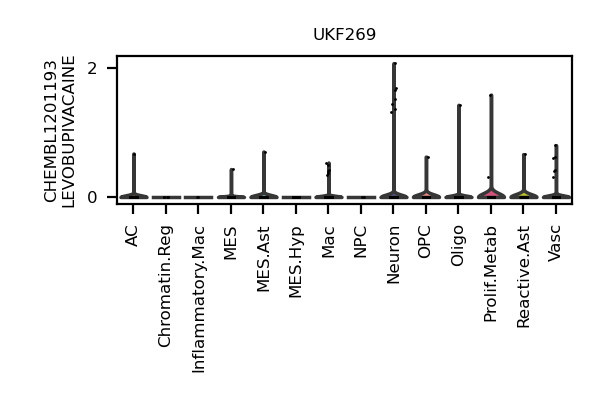 UKF269
CHEMBL1201193
LEVOBUPIVACAINE
2
0
AC
Chromatin.Reg
Inflammatory.Mac
MES
MES.Ast
MES.Hyp
Mac
NPC
Neuron
OPC
Oligo
Prolif.Metab
Reactive.Ast
Vasc